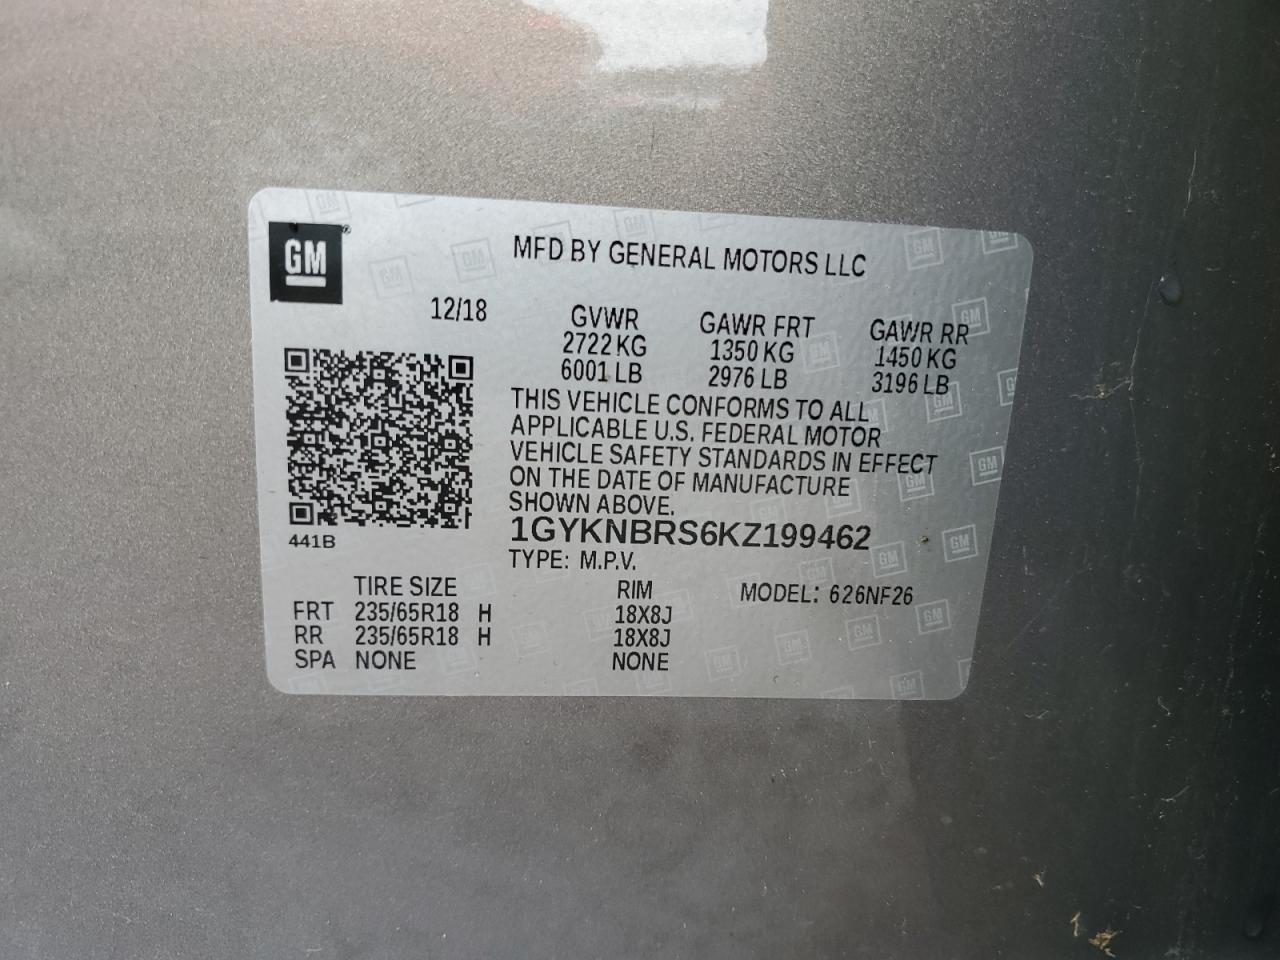 GM
MFD BY GENERAL MOTORS LLC
12/18
GVWR GAWR FRT GAWR RR
2722 KG 1350 KG 1450 KG
6001 LB 2976 LB 3196 LB
THIS VEHICLE CONFORMS TO ALL
APPLICABLE U.S. FEDERAL MOTOR
VEHICLE SAFETY STANDARDS IN EFFECT
ON THE DATE OF MANUFACTURE
SHOWN ABOVE.
441B
1GYKNBRS6KZ199462
TYPE: M.P.V.
TIRE SIZE RIM MODEL: 626NF26
FRT 235/65R18 H 18X8J
RR 235/65R18 H 18X8J
SPA NONE NONE